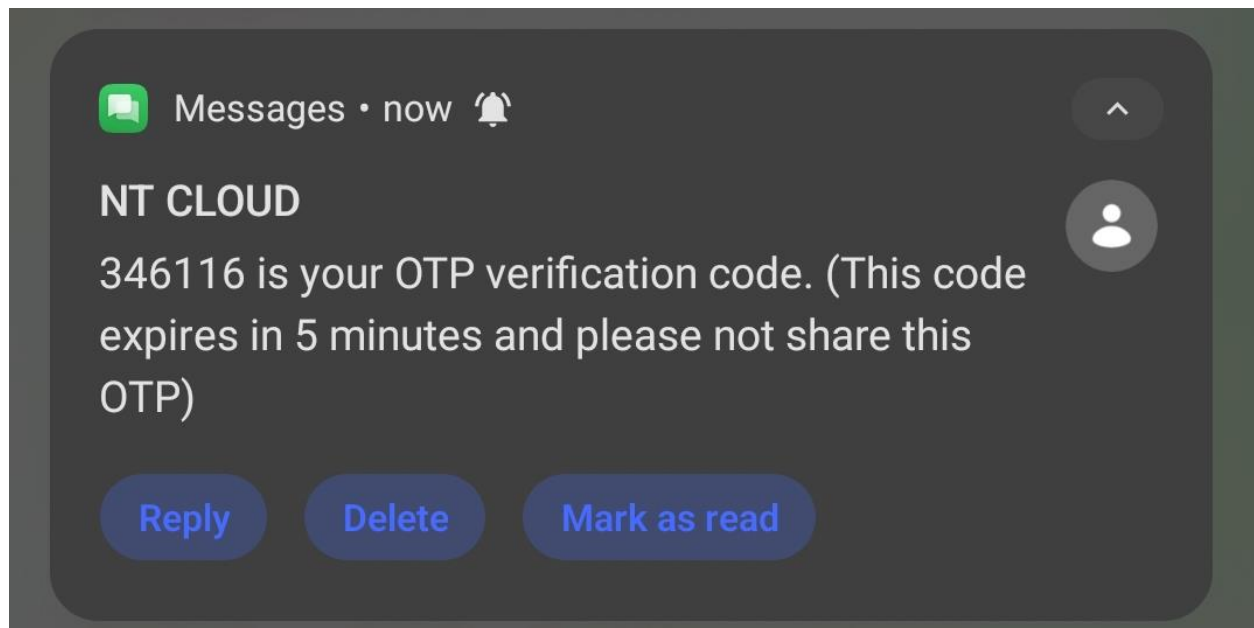 Messages • now
NT CLOUD
346116 is your OTP verification code. (This code
expires in 5 minutes and please not share this
OTP)
Reply Delete Mark as read